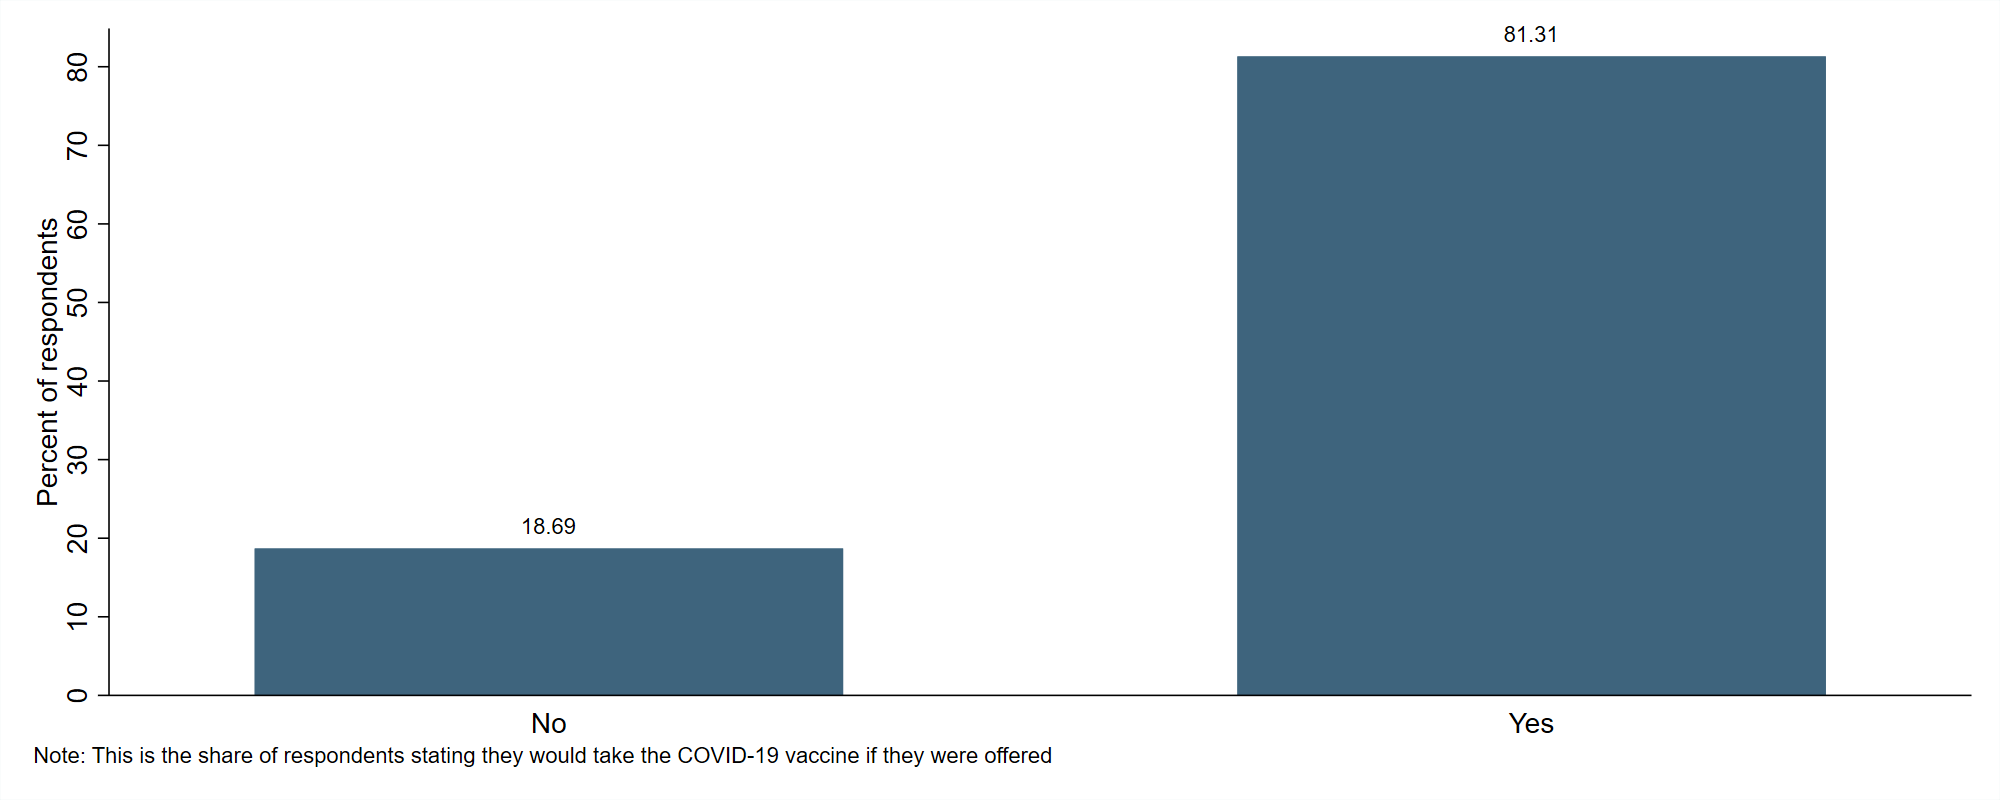 81.31
18.69
Percent of respondents
80
70
60
50
40
30
20
10
0
No
Yes
Note: This is the share of respondents stating they would take the COVID-19 vaccine if they were offered